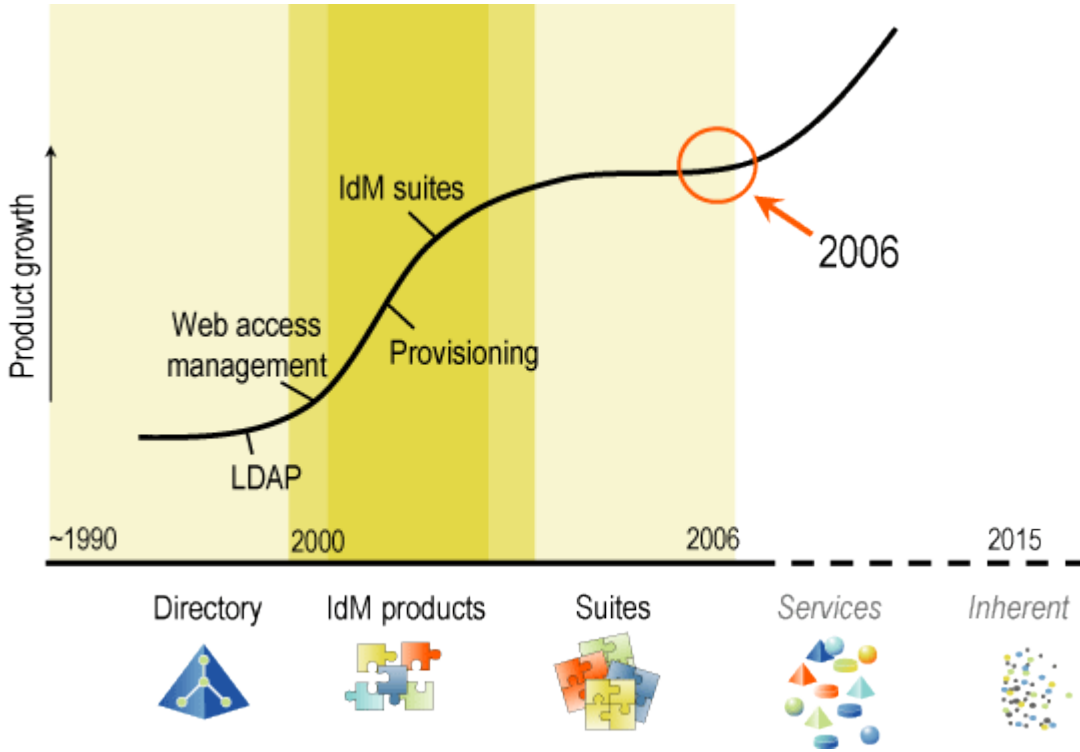 IdM suites
2006
Product growth
Web access
management
Provisioning
LDAP
~1990
2000
2006
2015
Directory
IdM products
Suites
Services
Inherent